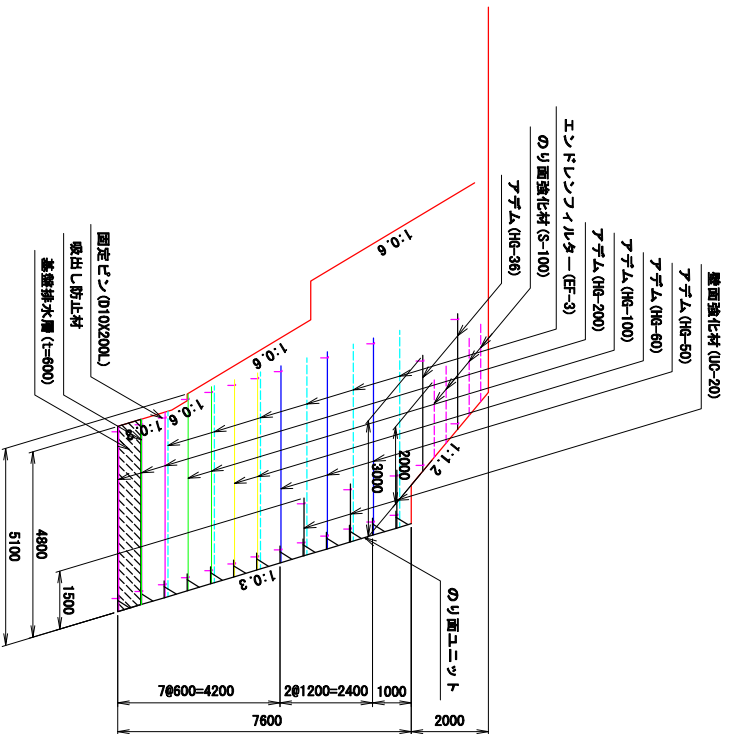 壁面強化材(UC-20)
アデム(HG-50)
アデム(HG-60)
アデム(HG-100)
アデム(HG-200)
エンドレンフィルター(EF-3)
のり面強化材(S-100)
アデム(HG-36)
1:0.6
1:0.6
1:0.6
1:1.2
2000
3000
固定ピン(D10X200L)
吸出し防止材
基盤排水層(t=600)
1:0.3
のり面ユニット
4800
5100
1500
7@600=4200
2@1200=2400
1000
7600
2000